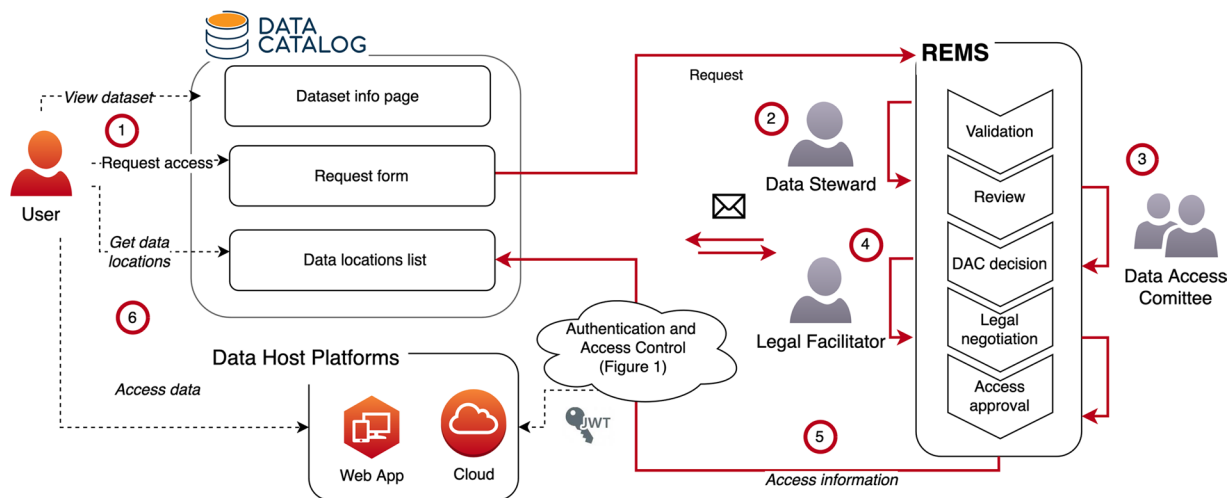 DATA
CATALOG
View dataset
1
Request access
User
Get data
locations
6
Access data
Dataset info page
Request form
Data locations list
Data Host Platforms
Web App
Cloud
Authentication and
Access Control
(Figure 1)
JWT
Request
2
Data Steward
4
Legal Facilitator
5
Access information
REMS
Validation
Review
DAC decision
Legal
negotiation
Access
approval
3
Data Access
Comittee